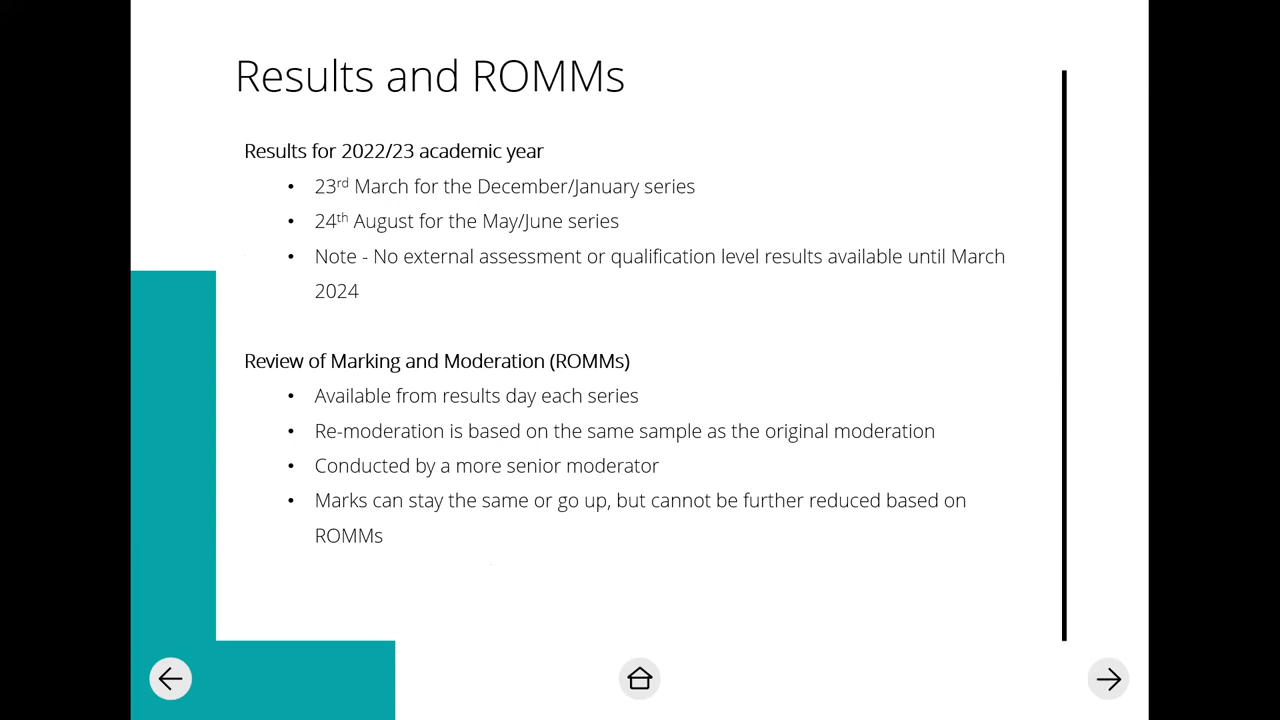 Results and ROMMs
Results for 2022/23 academic year
• 23rd March for the December/January series
• 24th August for the May/June series
• Note - No external assessment or qualification level results available until March
2024
Review of Marking and Moderation (ROMMs)
• Available from results day each series
• Re-moderation is based on the same sample as the original moderation
• Conducted by a more senior moderator
• Marks can stay the same or go up, but cannot be further reduced based on
ROMMs